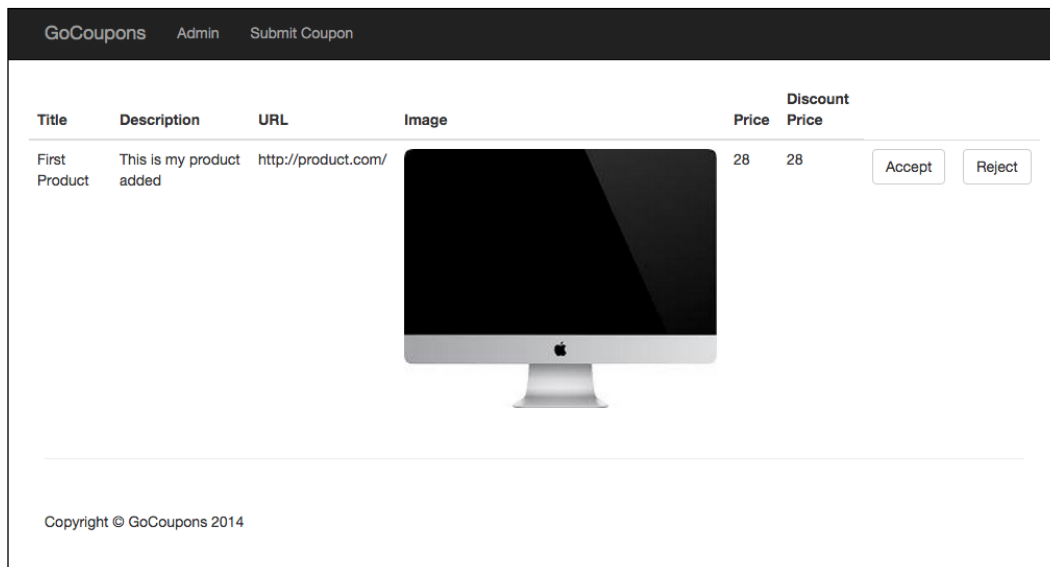 GoCoupons Admin Submit Coupon
Title Description URL Image Price Discount Price
First Product This is my product added http://product.com/ 28 28 Accept Reject
Copyright © GoCoupons 2014